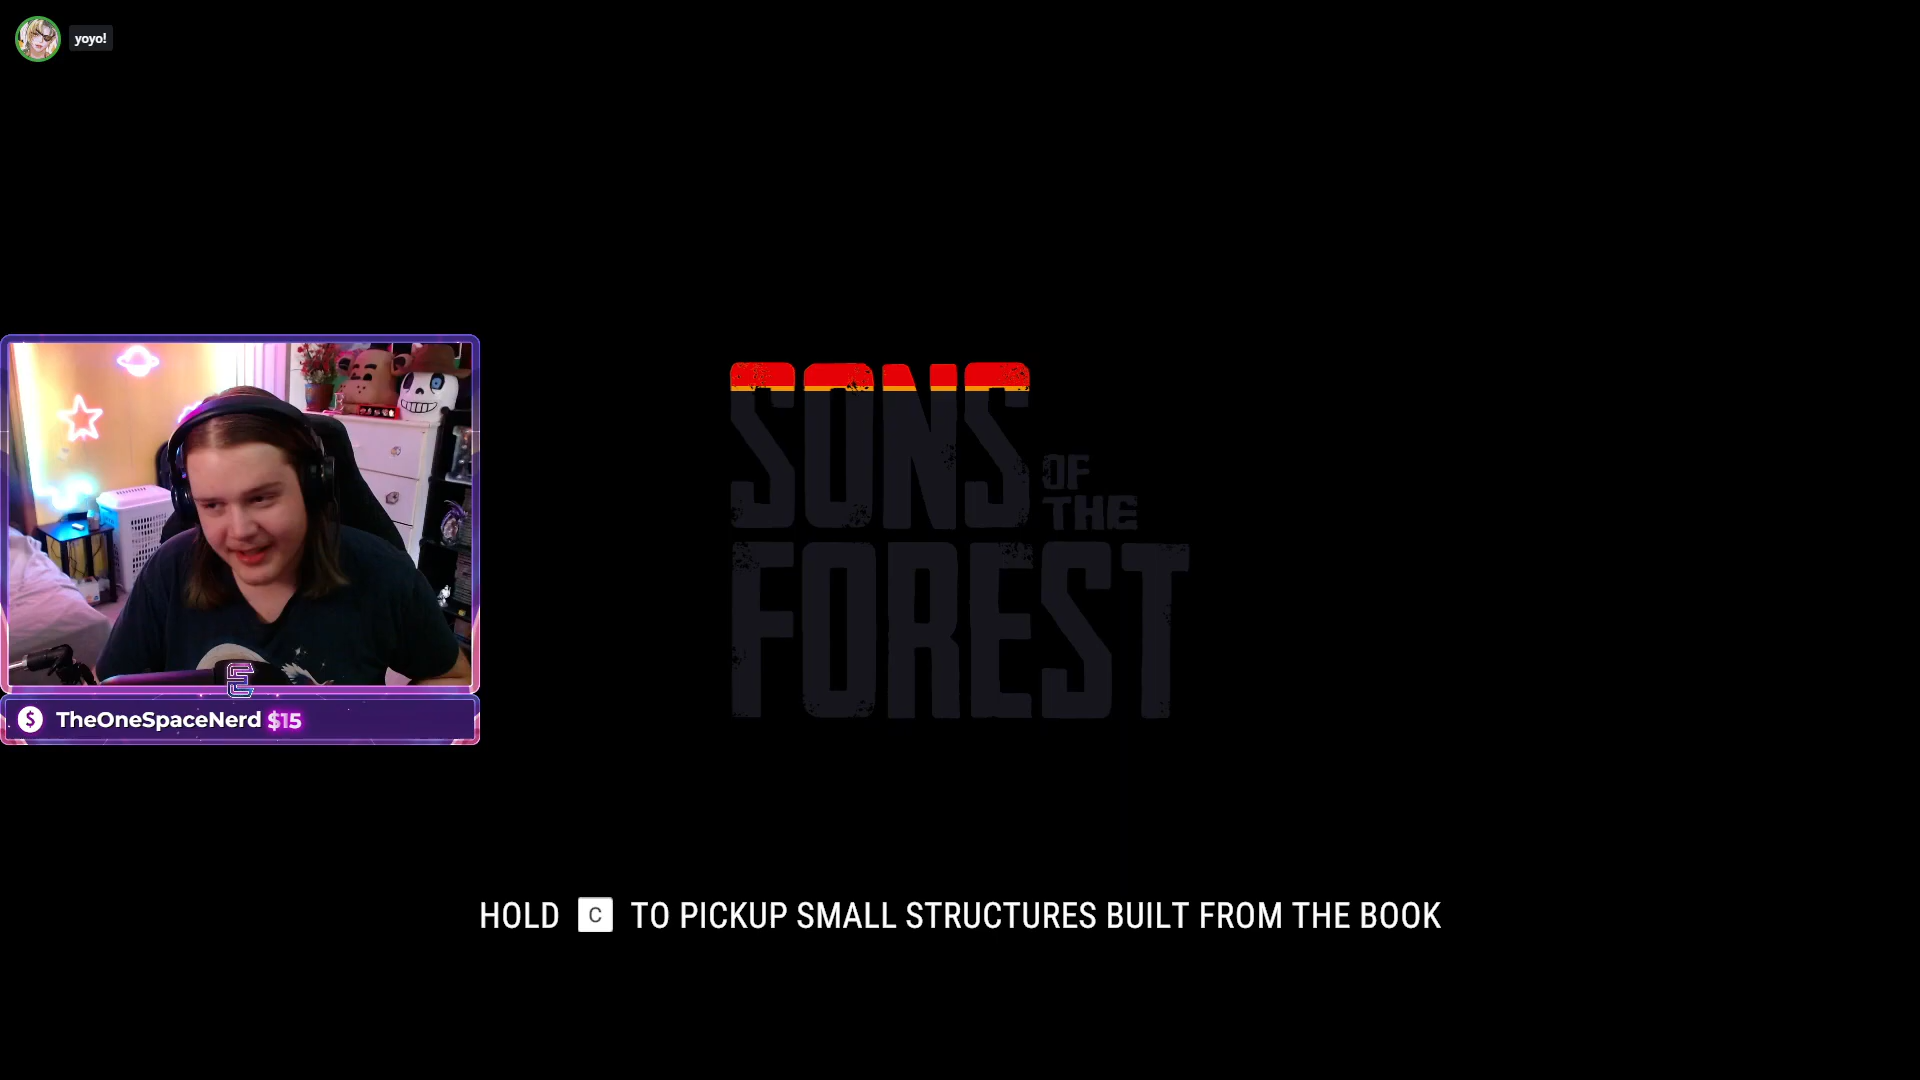 yoyo!
SONS
OF
THE
FOREST
TheOneSpaceNerd $15
HOLD C TO PICKUP SMALL STRUCTURES BUILT FROM THE BOOK